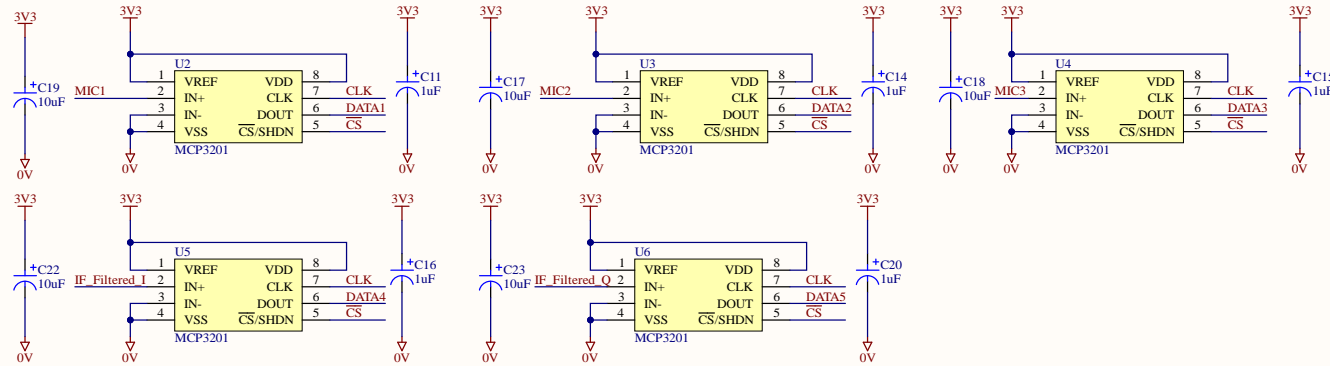 3V3 3V3 3V3 3V3 3V3 3V3 3V3
U2 U3 U4
C19 10uF
MIC1
1 VREF VDD 8
2 IN+ CLK 7 CLK
3 IN- DOUT 6 DATA1
4 VSS CS/SHDN 5 CS
MCP3201
C11 1uF
C17 10uF
MIC2
1 VREF VDD 8
2 IN+ CLK 7 CLK
3 IN- DOUT 6 DATA2
4 VSS CS/SHDN 5 CS
MCP3201
C14 1uF
C18 10uF
MIC3
1 VREF VDD 8
2 IN+ CLK 7 CLK
3 IN- DOUT 6 DATA3
4 VSS CS/SHDN 5 CS
MCP3201
1uF
0V 0V 0V 0V 0V 0V 0V 0V 0V
3V3 3V3 3V3 3V3 3V3 3V3
U5 U6
C22 10uF
IF_Filtered_I
1 VREF VDD 8
2 IN+ CLK 7 CLK
3 IN- DOUT 6 DATA4
4 VSS CS/SHDN 5 CS
MCP3201
C16 1uF
C23 10uF
IF_Filtered_Q
1 VREF VDD 8
2 IN+ CLK 7 CLK
3 IN- DOUT 6 DATA5
4 VSS CS/SHDN 5 CS
MCP3201
C20 1uF
0V 0V 0V 0V 0V 0V